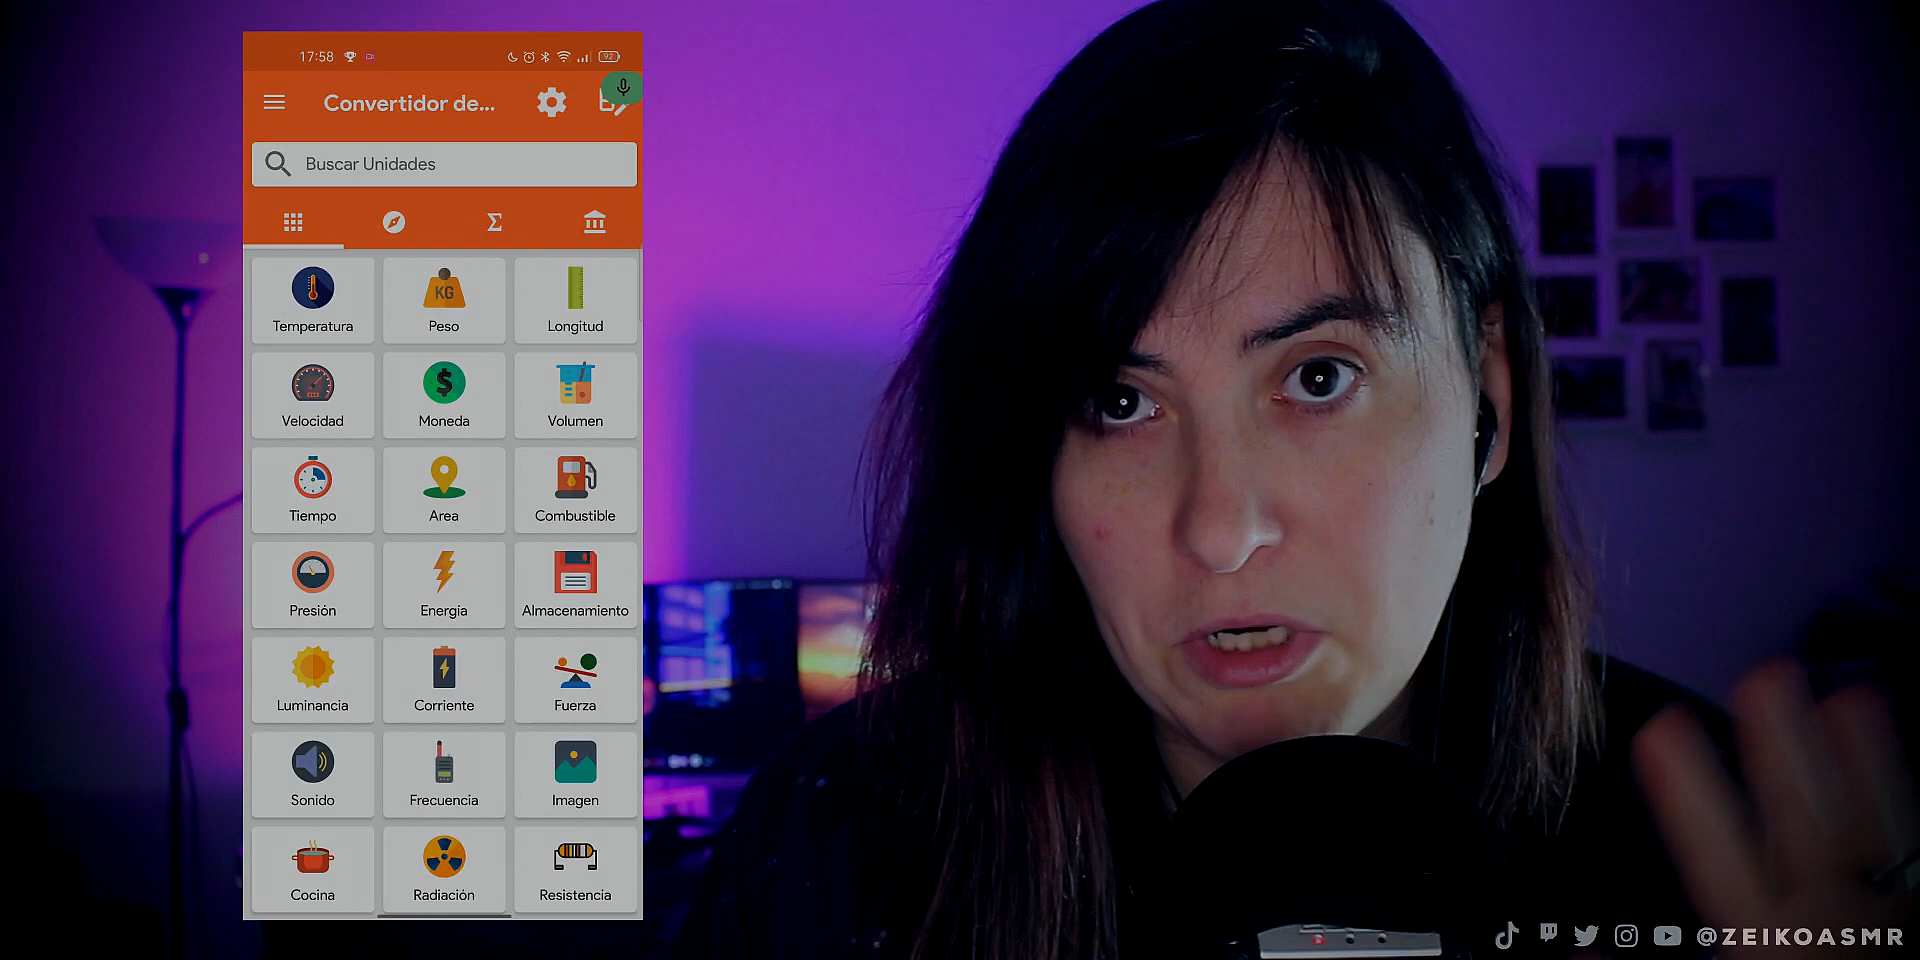 17:58
92
Convertidor de...
Buscar Unidades
Temperatura
KG
Peso
Longitud
Velocidad
$
Moneda
Volumen
Tiempo
Area
Combustible
Presión
Energía
Almacenamiento
Luminancia
Corriente
Fuerza
Sonido
Frecuencia
Imagen
Cocina
Radiación
Resistencia
@ZEIKOASMR